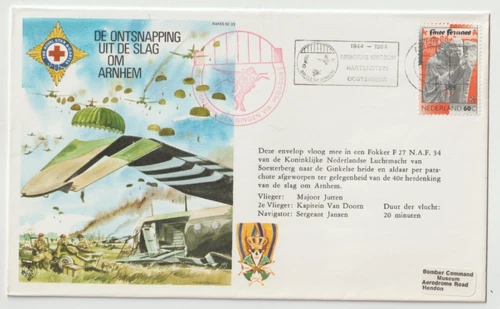 DE ONTSNAPPING
UIT DE SLAG
OM
ARNHEM
1944 - 1984
HARTENSTEIN
OOSTERBEEK
NEDERLAND 60
Deze envelop vloog mee in een Fokker F 27 N.A.F. 34
van de Koninklijke Nederlandse Luchtmacht van
Soesterberg naar de Ginkelse heide en aldaar per para-
chute afgeworpen ter gelegenheid van de 40e herdenking
van de slag om Arnhem.
Vlieger: Majoor Jutten
2e Vlieger: Kapitein Van Doorn Duur der vlucht:
Navigator: Sergeant Jansen 20 minuten
Bomber Command
Museum
Aerodrome Road
Hendon